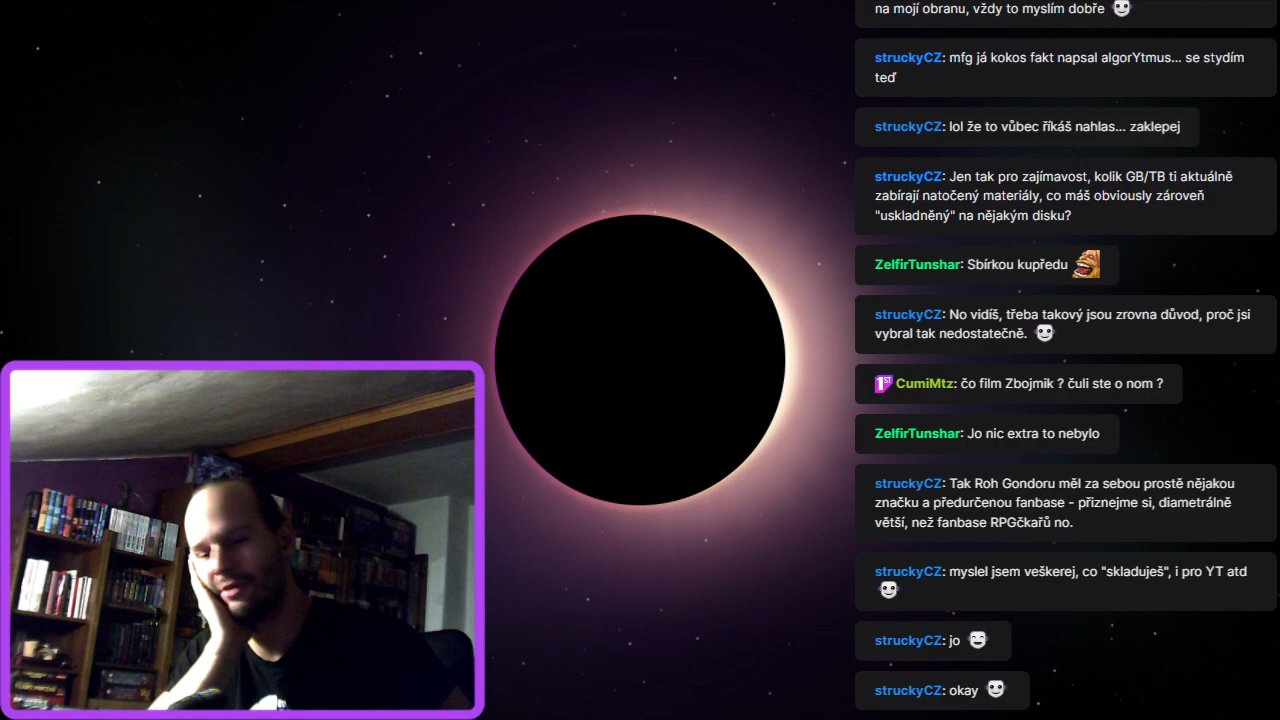 na mojí obranu, vždy to myslím dobře
struckyCZ: mfg já kokos fakt napsal algorYtmus... se stydím
teď
struckyCZ: lol že to vůbec říkáš nahlas... zaklepej
struckyCZ: Jen tak pro zajímavost, kolik GB/TB ti aktuálně
zabírají natočený materiály, co máš obviously zároveň
"uskladněný" na nějakým disku?
ZelfirTunshar: Sbírkou kupředu
struckyCZ: No vidíš, třeba takový jsou zrovna důvod, proč jsi
vybral tak nedostatečně.
1ST CumiMtz: čo film Zbojmik ? čuli ste o nom ?
ZelfirTunshar: Jo nic extra to nebylo
struckyCZ: Tak Roh Gondoru měl za sebou prostě nějakou
značku a předurčenou fanbase - přiznejme si, diametrálně
větší, než fanbase RPGčkařů no.
struckyCZ: myslel jsem veškerej, co "skladuješ", i pro YT atd
struckyCZ: jo
struckyCZ: okay